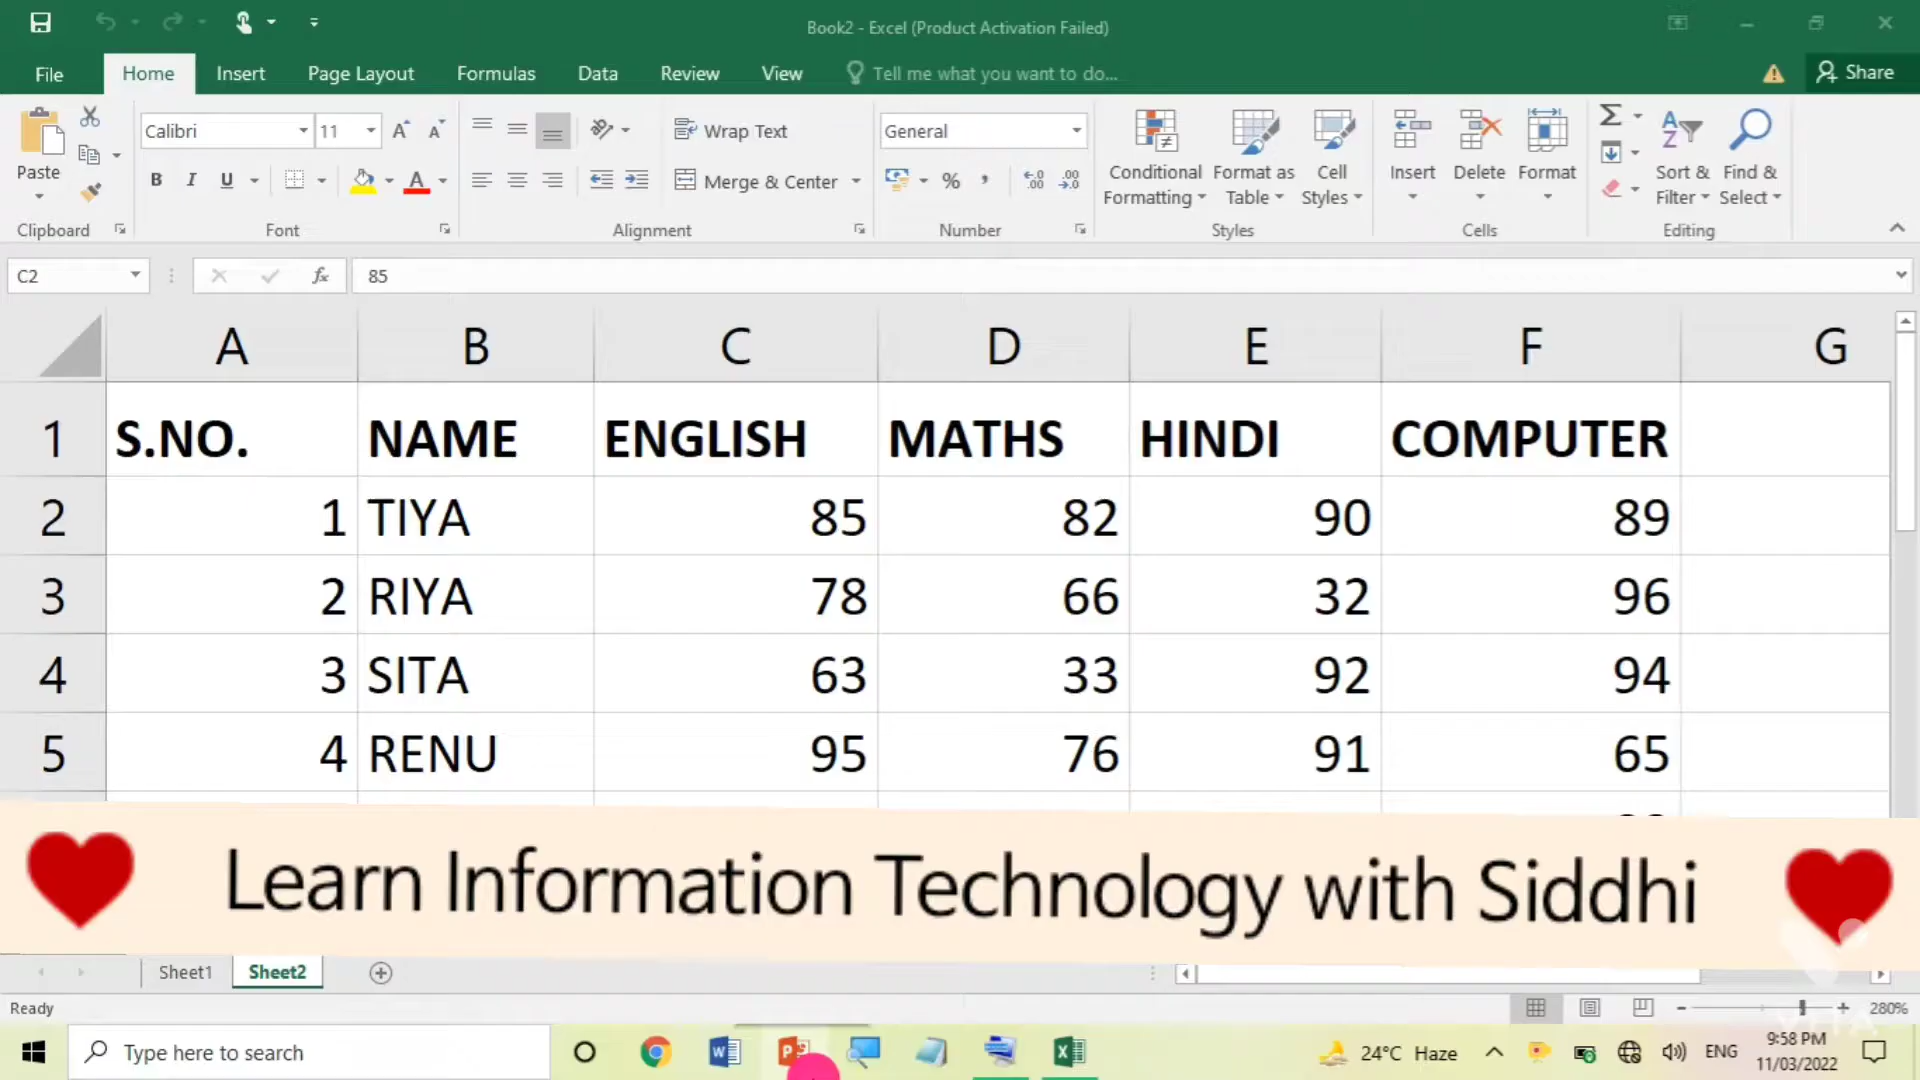 Book2 - Excel (Product Activation Failed)
File Home Insert Page Layout Formulas Data Review View Tell me what you want to do... Share
Calibri 11 Wrap Text General
Paste B I U Merge & Center % Conditional Formatting Format as Table Cell Styles Insert Delete Format Sort & Filter Find & Select
Clipboard Font Alignment Number Styles Cells Editing
C2 fx 85
A B C D E F G
1 S.NO. NAME ENGLISH MATHS HINDI COMPUTER
2 1 TIYA 85 82 90 89
3 2 RIYA 78 66 32 96
4 3 SITA 63 33 92 94
5 4 RENU 95 76 91 65
Learn Information Technology with Siddhi
Sheet1 Sheet2
Ready 280%
Type here to search 24°C Haze ENG 9:58 PM
11/03/2022